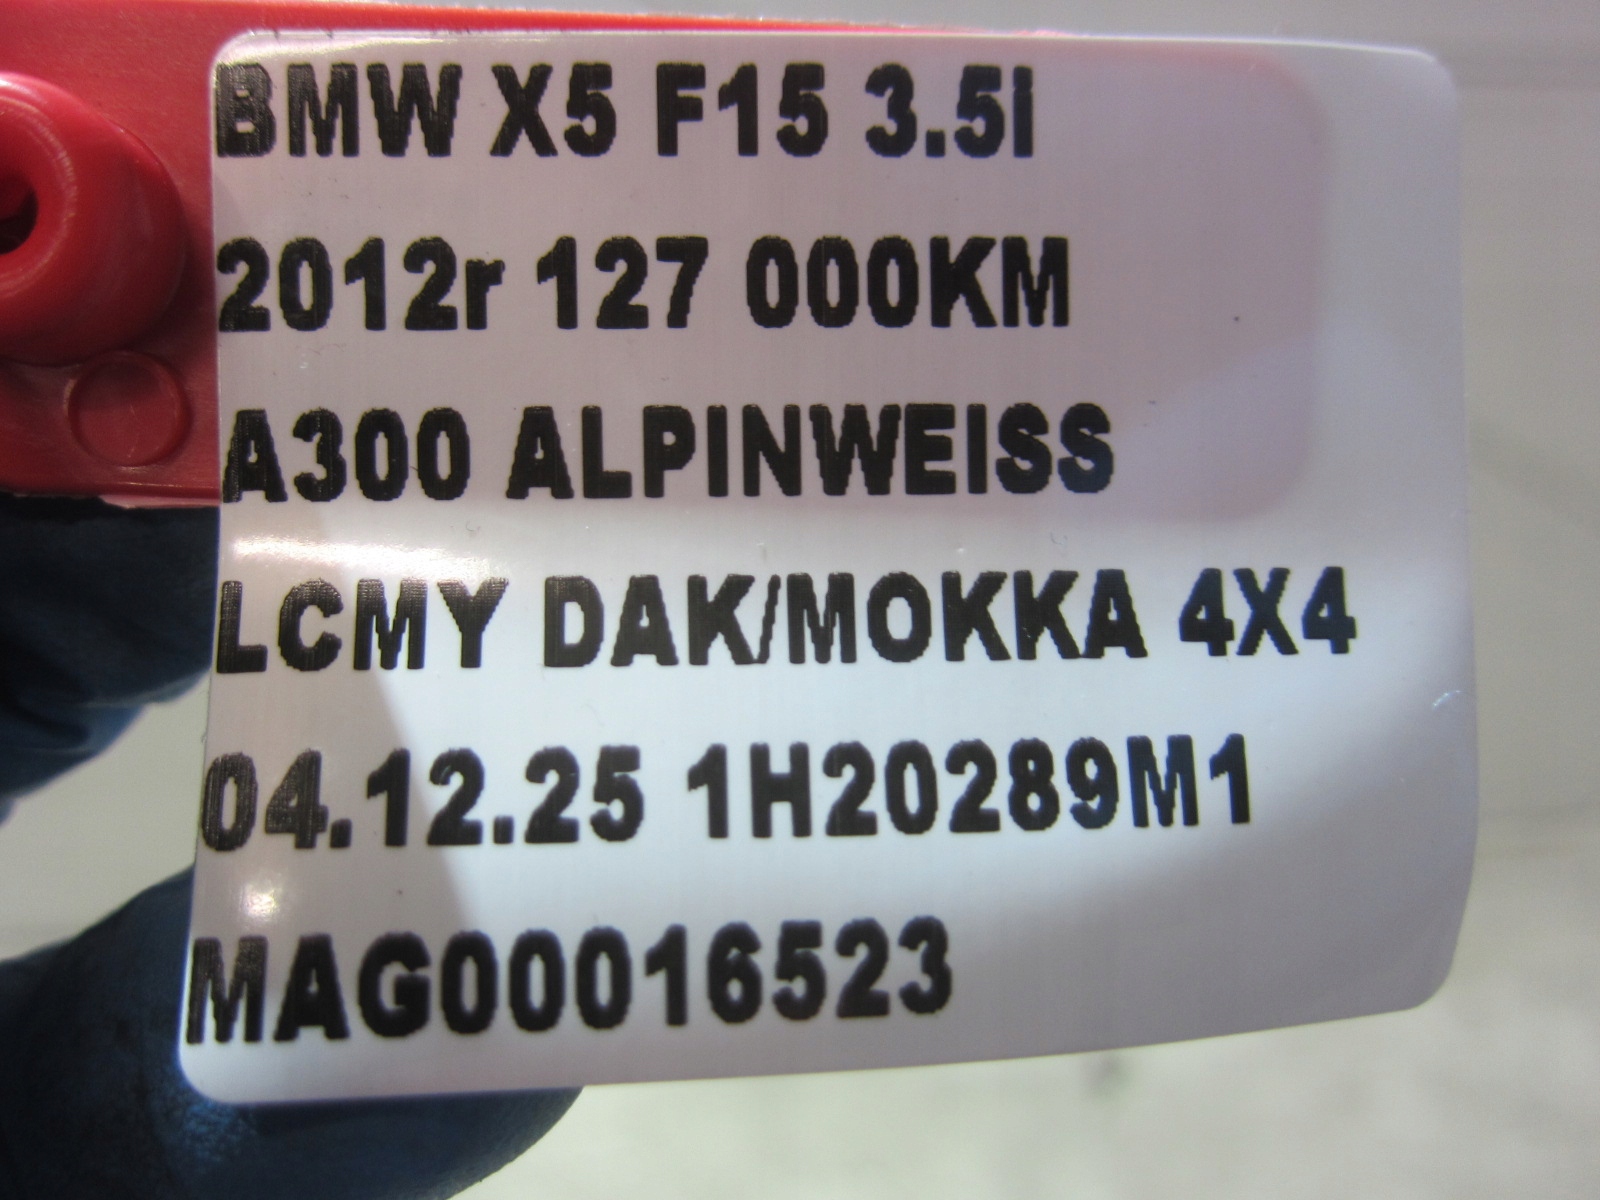 BMW X5 F15 3.5i
2012r 127 000KM
A300 ALPINWEISS
LCMY DAK/MOKKA 4X4
04.12.25 1H20289M1
MAG00016523